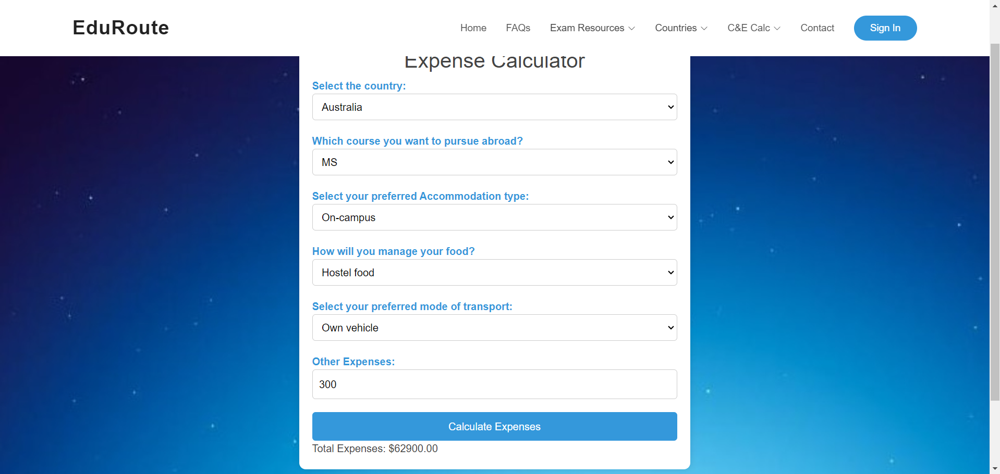 EduRoute
Home FAQs Exam Resources Countries C&E Calc Contact Sign In
Expense Calculator
Select the country:
Australia
Which course you want to pursue abroad?
MS
Select your preferred Accommodation type:
On-campus
How will you manage your food?
Hostel food
Select your preferred mode of transport:
Own vehicle
Other Expenses:
300
Calculate Expenses
Total Expenses: $62900.00